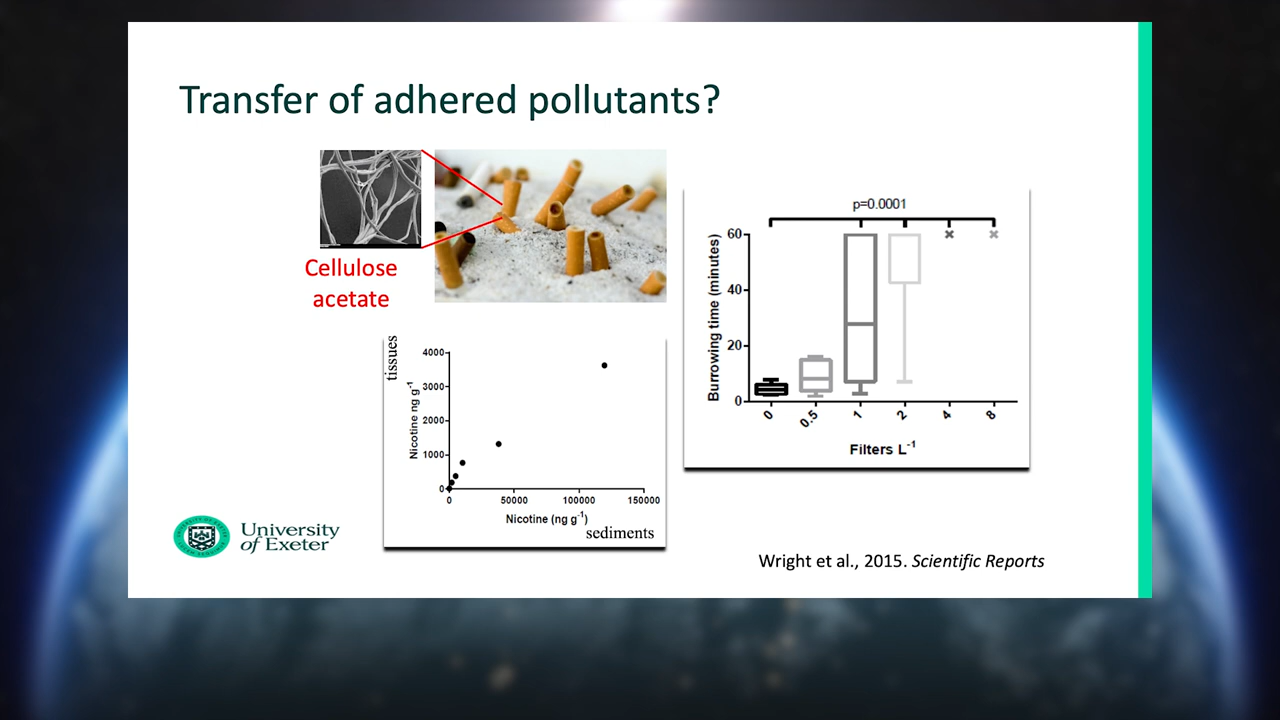 Transfer of adhered pollutants?
Cellulose
acetate
p=0.0001
Burrowing time (minutes)
60
40
20
0
0
0.5
1
2
4
8
Filters L⁻¹
tissues
Nicotine ng g⁻¹
4000
3000
2000
1000
0
0
50000
100000
150000
Nicotine (ng g⁻¹)
sediments
University
of Exeter
Wright et al., 2015. Scientific Reports